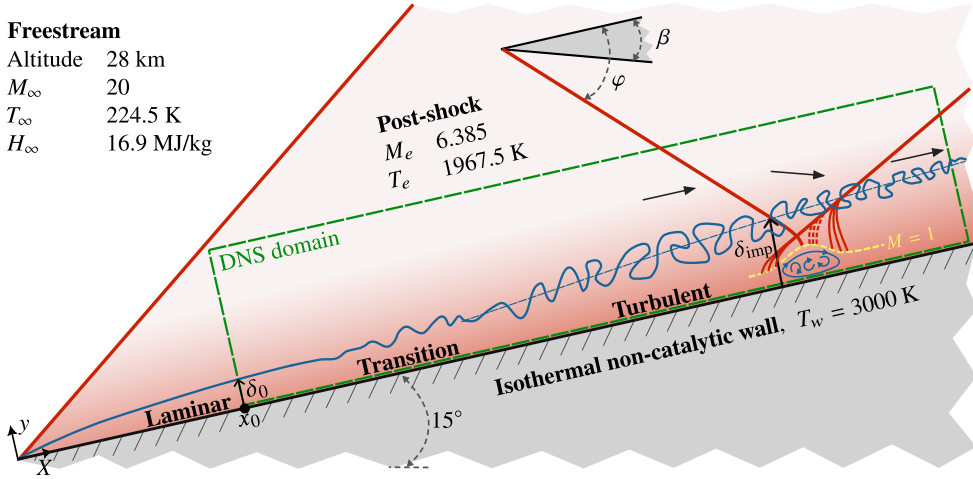 Freestream
Altitude 28 km
M∞ 20
T∞ 224.5 K
H∞ 16.9 MJ/kg
β
φ
Post-shock
Mₑ 6.385
Tₑ 1967.5 K
DNS domain
δimp
M = 1
Turbulent
Transition
Isothermal non-catalytic wall, T_w = 3000 K
δ₀
Laminar
x₀
15°
y
X